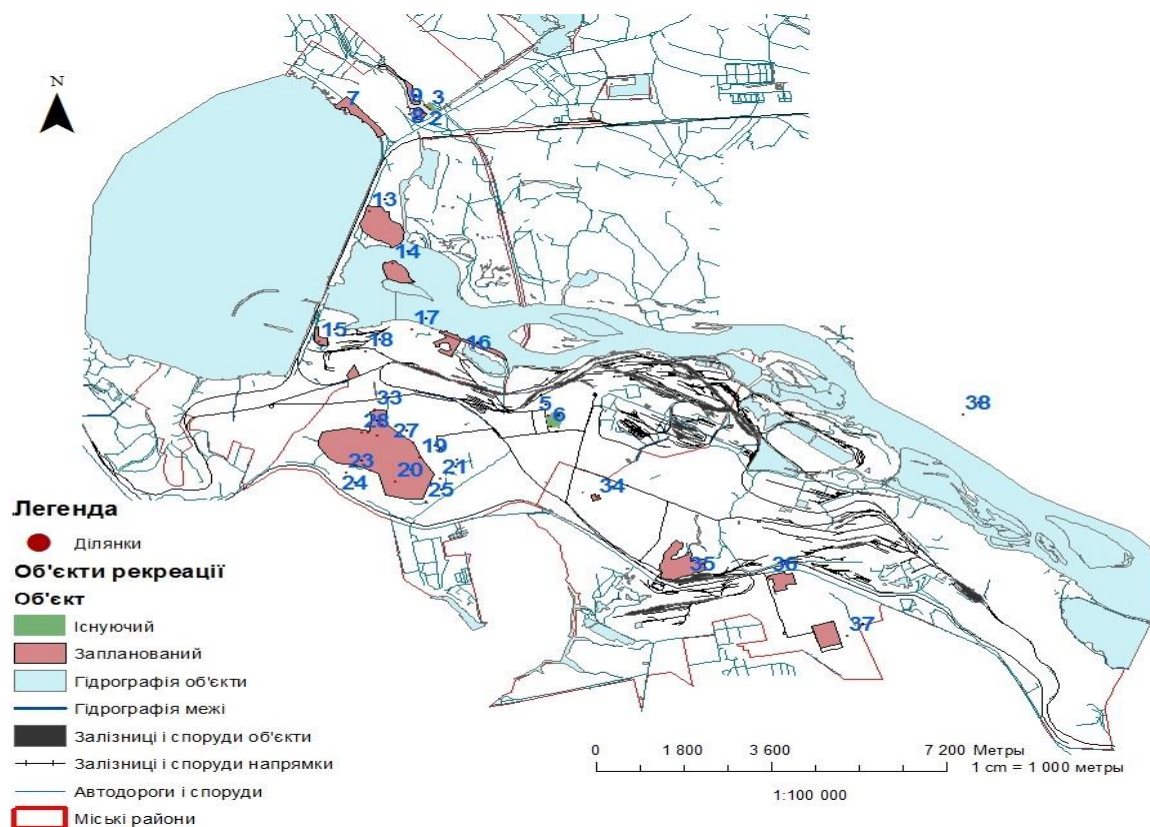 N
7
9
3
8
2
13
14
17
15
18
16
38
33
5
6
28
27
19
23
20
21
24
25
34
35
36
37
Легенда
Ділянки
Об'єкти рекреації
Об'єкт
Існуючий
Запланований
Гідрографія об'єкти
Гідрографія межі
Залізниці і споруди об'єкти
Залізниці і споруди напрямки
Автодороги і споруди
Міські райони
0 1 800 3 600 7 200 Метры
1 cm = 1 000 метры
1:100 000